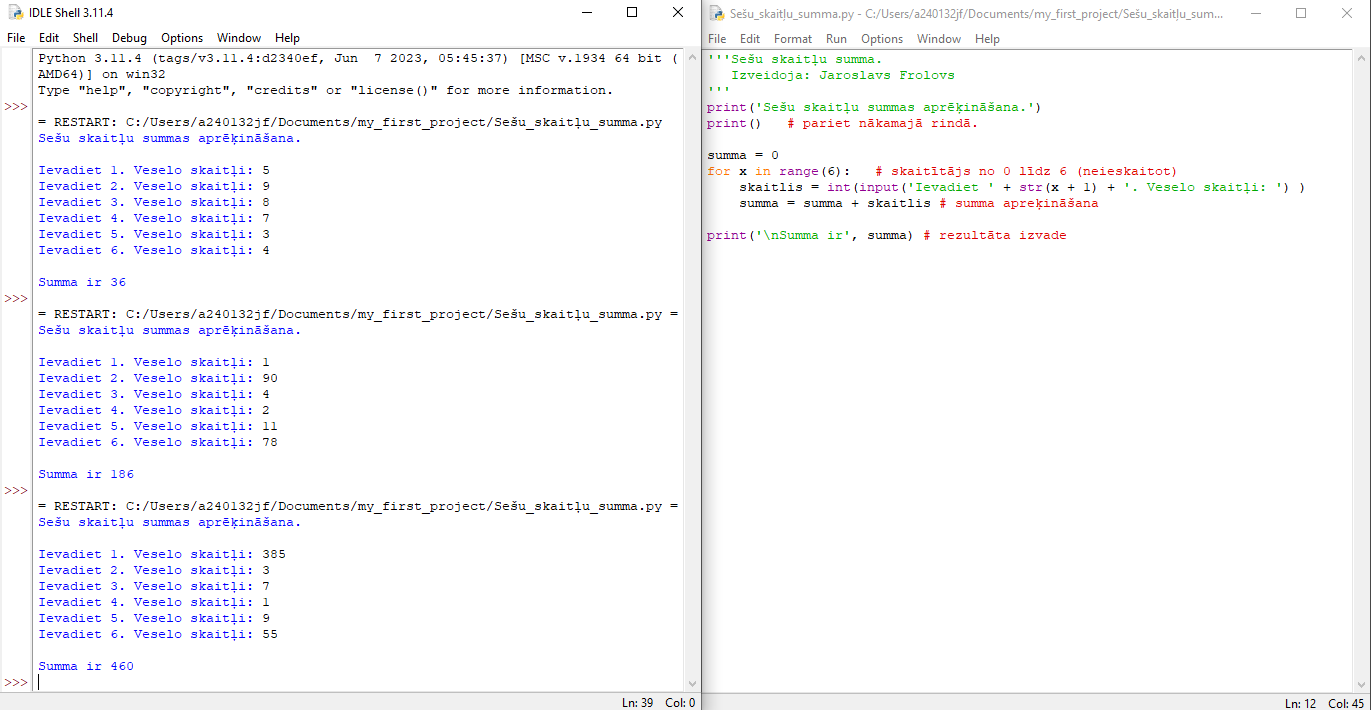 IDLE Shell 3.11.4
File Edit Shell Debug Options Window Help
Python 3.11.4 (tags/v3.11.4:d2340ef, Jun  7 2023, 05:45:37) [MSC v.1934 64 bit (
AMD64)] on win32
Type "help", "copyright", "credits" or "license()" for more information.
>>>
= RESTART: C:/Users/a240132jf/Documents/my_first_project/Sešu_skaitļu_summa.py
Sešu skaitļu summas aprēķināšana.
Ievadiet 1. Veselo skaitļi: 5
Ievadiet 2. Veselo skaitļi: 9
Ievadiet 3. Veselo skaitļi: 8
Ievadiet 4. Veselo skaitļi: 7
Ievadiet 5. Veselo skaitļi: 3
Ievadiet 6. Veselo skaitļi: 4
Summa ir 36
>>>
= RESTART: C:/Users/a240132jf/Documents/my_first_project/Sešu_skaitļu_summa.py =
Sešu skaitļu summas aprēķināšana.
Ievadiet 1. Veselo skaitļi: 1
Ievadiet 2. Veselo skaitļi: 90
Ievadiet 3. Veselo skaitļi: 4
Ievadiet 4. Veselo skaitļi: 2
Ievadiet 5. Veselo skaitļi: 11
Ievadiet 6. Veselo skaitļi: 78
Summa ir 186
>>>
= RESTART: C:/Users/a240132jf/Documents/my_first_project/Sešu_skaitļu_summa.py =
Sešu skaitļu summas aprēķināšana.
Ievadiet 1. Veselo skaitļi: 385
Ievadiet 2. Veselo skaitļi: 3
Ievadiet 3. Veselo skaitļi: 7
Ievadiet 4. Veselo skaitļi: 1
Ievadiet 5. Veselo skaitļi: 9
Ievadiet 6. Veselo skaitļi: 55
Summa ir 460
>>>
Ln: 39 Col: 0
Sešu_skaitļu_summa.py - C:/Users/a240132jf/Documents/my_first_project/Sešu_skaitļu_sum...
File Edit Format Run Options Window Help
'''Sešu skaitļu summa.
   Izveidoja: Jaroslavs Frolovs
'''
print('Sešu skaitļu summas aprēķināšana.')
print()   # pariet nākamajā rindā.
summa = 0
for x in range(6):   # skaitītājs no 0 līdz 6 (neieskaitot)
    skaitlis = int(input('Ievadiet ' + str(x + 1) + '. Veselo skaitļi: ') )
    summa = summa + skaitlis # summa apreķināšana
print('\nSumma ir', summa) # rezultāta izvade
Ln: 12 Col: 45